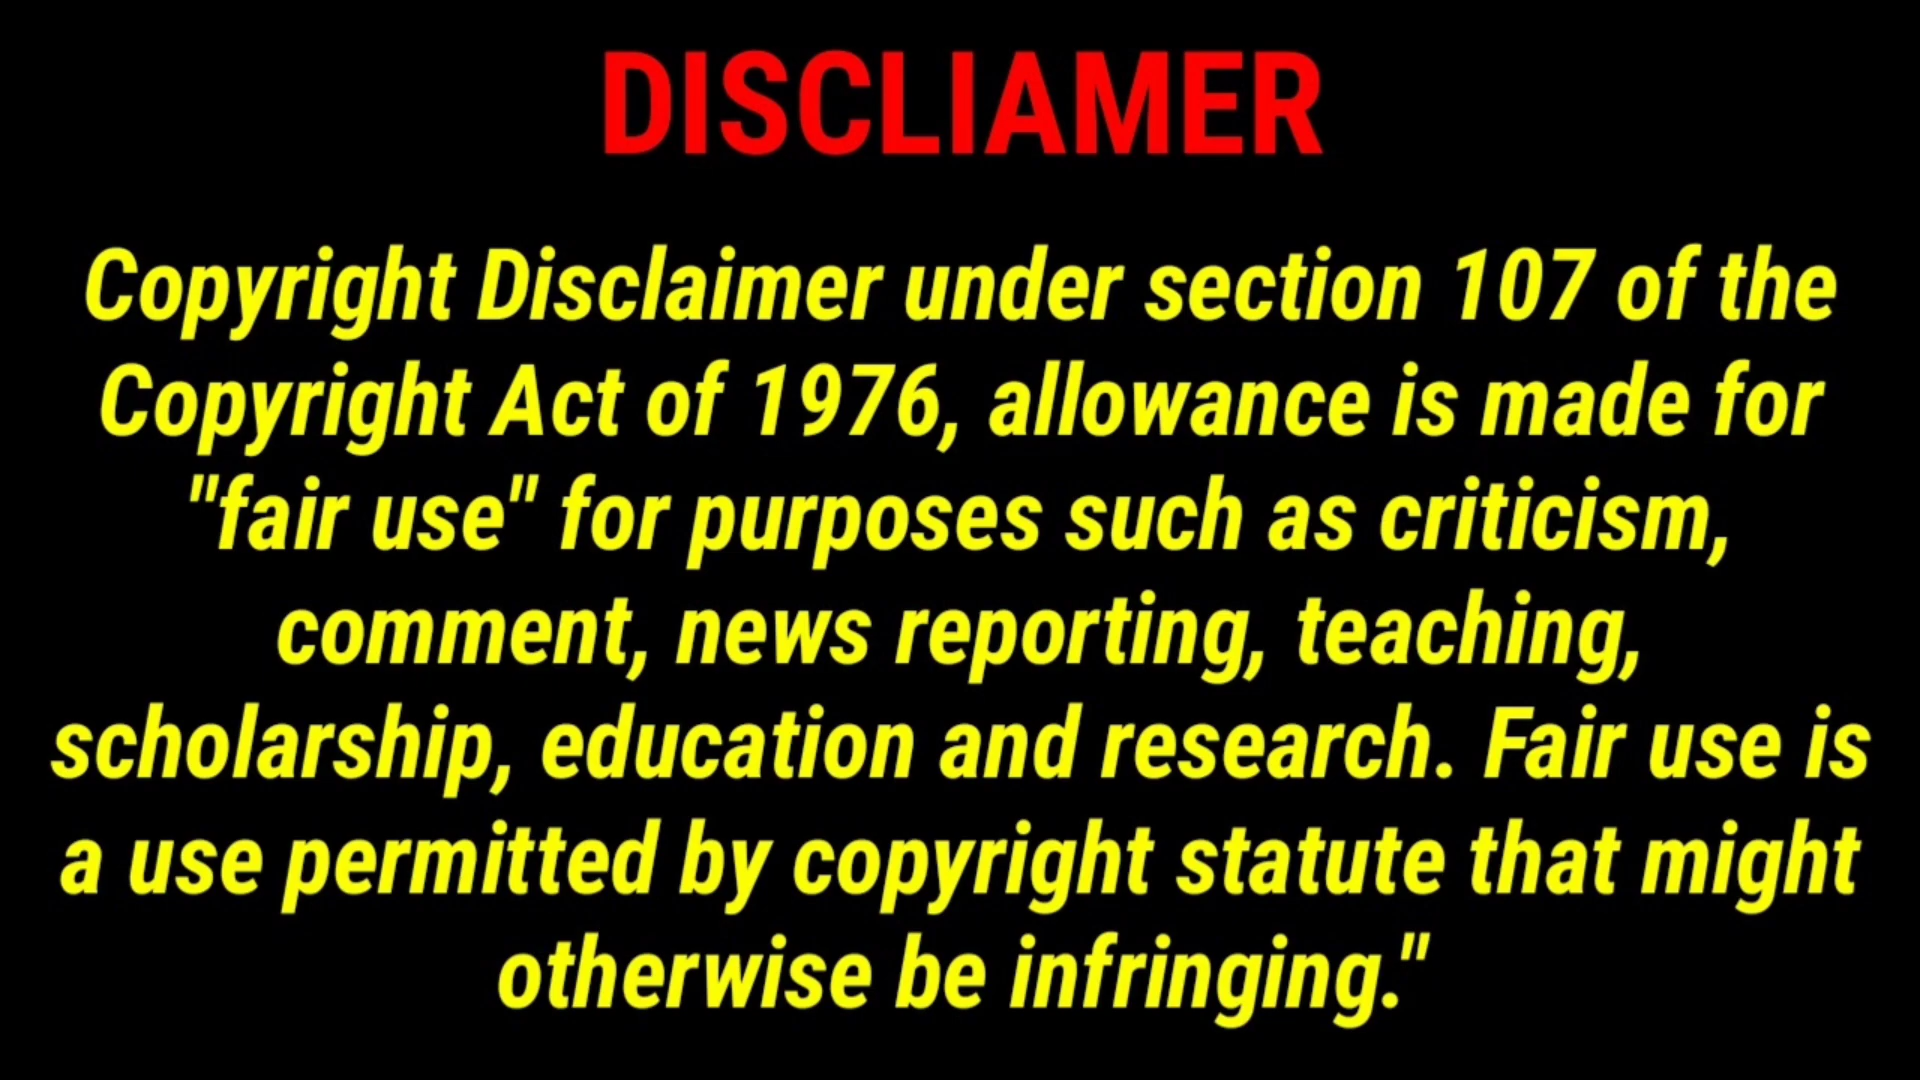 DISCLIAMER
Copyright Disclaimer under section 107 of the
Copyright Act of 1976, allowance is made for
"fair use" for purposes such as criticism,
comment, news reporting, teaching,
scholarship, education and research. Fair use is
a use permitted by copyright statute that might
otherwise be infringing."